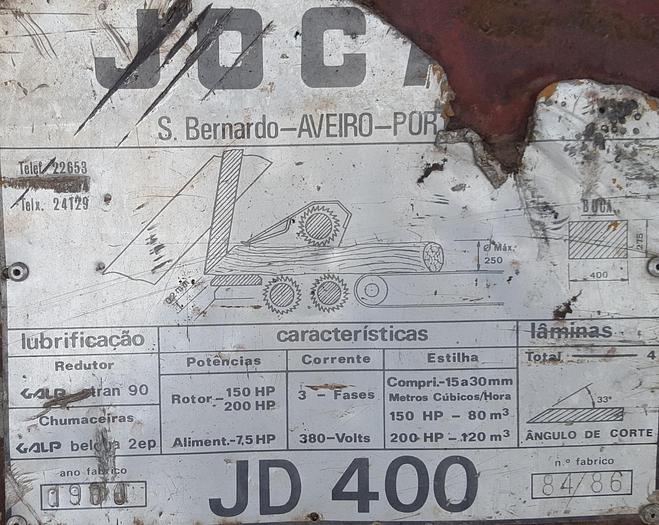 JOCA
S. Bernardo-AVEIRO-POR
Telef. 22653
Telx. 24129
BOCA
275
400
Ø Máx.
250
lubrificação
características
lâminas
Redutor
GALP tran 90
Chumaceiras
GALP belona 2ep
Potencias
Rotor-150 HP
-200 HP
Aliment.-7,5 HP
Corrente
3 - Fases
380-Volts
Estilha
Compri.-15a30mm
Metros Cúbicos/Hora
150 HP - 80 m³
200 HP - 120 m³
Total 4
33°
ÂNGULO DE CORTE
ano fabrico
JD 400
n.º fabrico
84/86